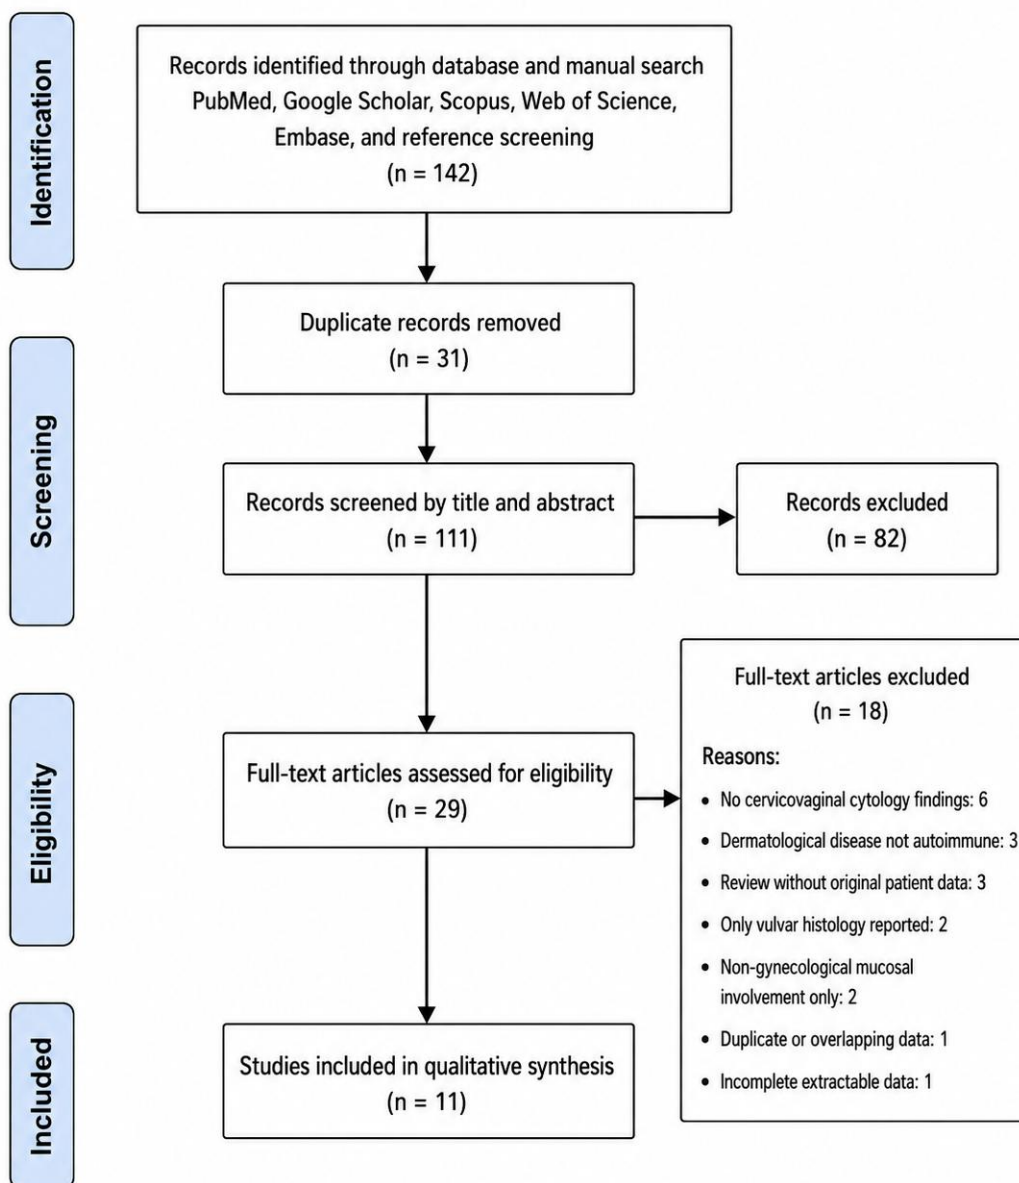 Identification
Records identified through database and manual search
PubMed, Google Scholar, Scopus, Web of Science,
Embase, and reference screening
(n = 142)
Duplicate records removed
(n = 31)
Screening
Records screened by title and abstract
(n = 111)
Records excluded
(n = 82)
Eligibility
Full-text articles assessed for eligibility
(n = 29)
Full-text articles excluded
(n = 18)
Reasons:
• No cervicovaginal cytology findings: 6
• Dermatological disease not autoimmune: 3
• Review without original patient data: 3
• Only vulvar histology reported: 2
• Non-gynecological mucosal
involvement only: 2
• Duplicate or overlapping data: 1
• Incomplete extractable data: 1
Included
Studies included in qualitative synthesis
(n = 11)